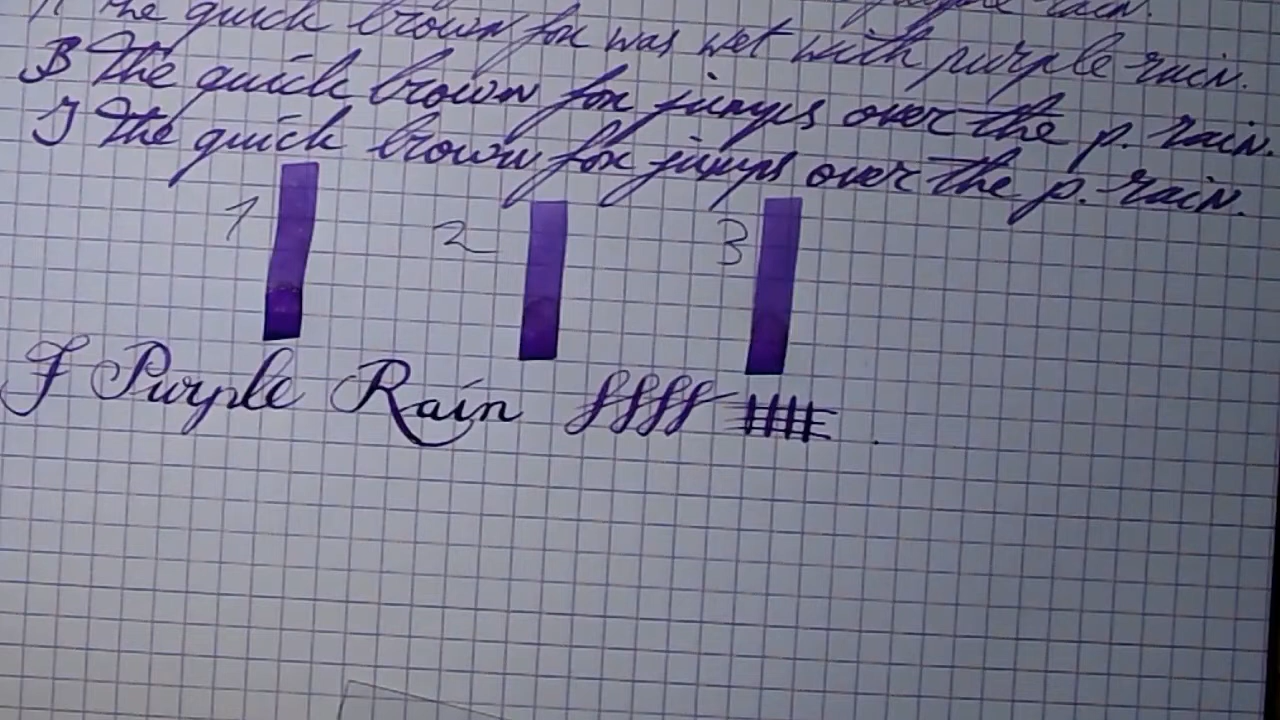 The quick brown fox was wet with purple rain.
B The quick brown fox jumps over the p. rain.
J The quick brown fox jumps over the p. rain.
1 2 3
F Purple Rain ffff